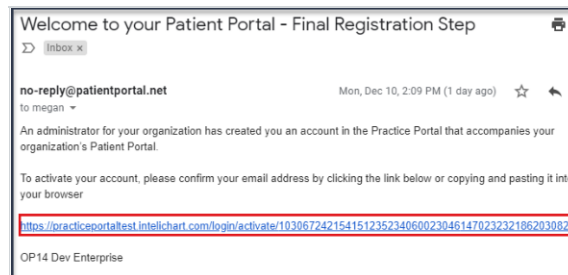 Welcome to your Patient Portal - Final Registration Step
Inbox x
no-reply@patientportal.net Mon, Dec 10, 2:09 PM (1 day ago)
to megan
An administrator for your organization has created you an account in the Practice Portal that accompanies your
organization's Patient Portal.
To activate your account, please confirm your email address by clicking the link below or copying and pasting it into
your browser
https://practiceportaltest.intelichart.com/login/activate/103067242154151235234060023046147023232186203082
OP14 Dev Enterprise